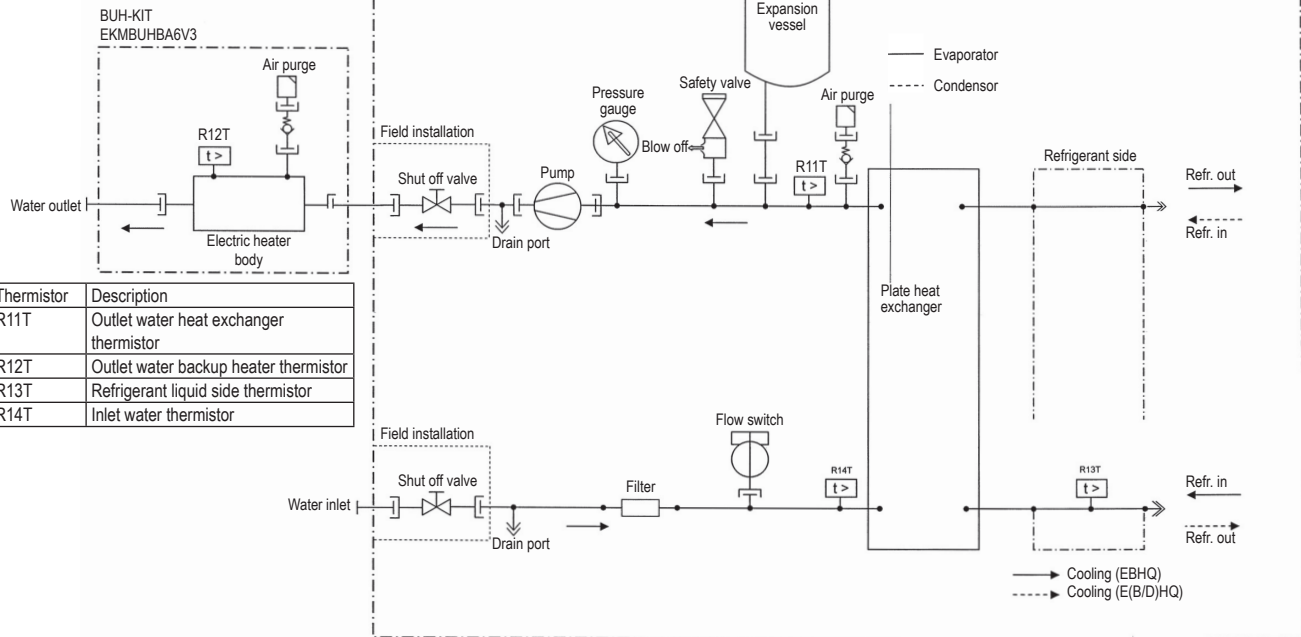 BUH-KIT
EKMBUHBA6V3
Air purge
R12T
t >
Water outlet
Electric heater
body
Field installation
Shut off valve
Drain port
Pump
Pressure
gauge
Safety valve
Blow off
Expansion
vessel
R11T
t >
Air purge
Evaporator
Condensor
Plate heat
exchanger
Refrigerant side
Refr. out
Refr. in
Thermistor Description
R11T Outlet water heat exchanger
thermistor
R12T Outlet water backup heater thermistor
R13T Refrigerant liquid side thermistor
R14T Inlet water thermistor
Field installation
Shut off valve
Water inlet
Drain port
Filter
Flow switch
R14T
t >
R13T
t >
Refr. in
Refr. out
Cooling (EBHQ)
Cooling (E(B/D)HQ)